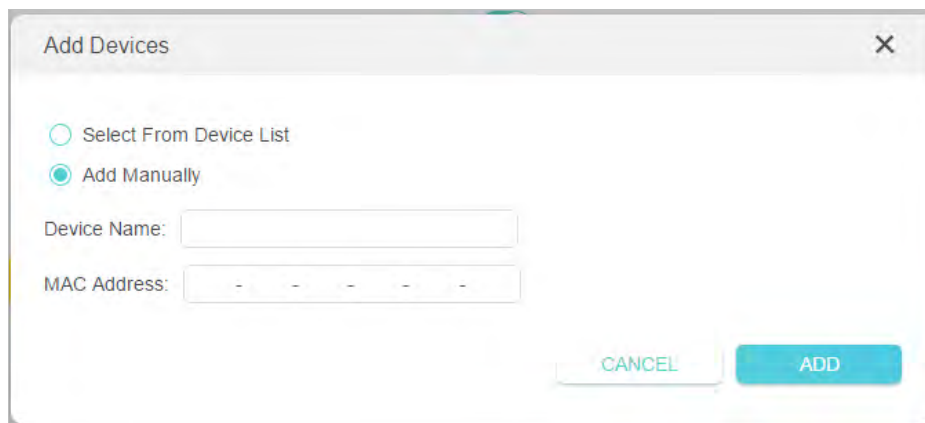 Add Devices
Select From Device List
Add Manually
Device Name:
MAC Address: - - - - -
CANCEL ADD